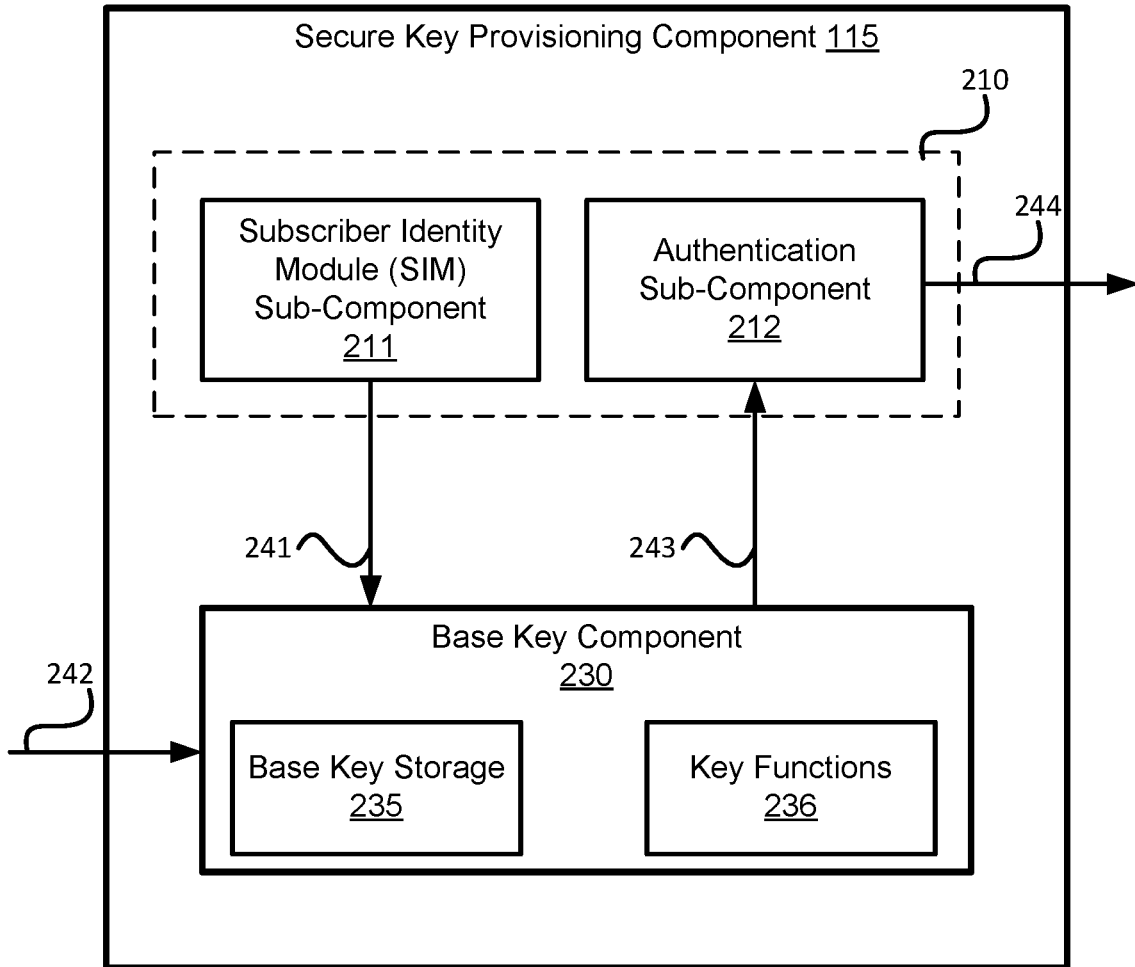 Secure Key Provisioning Component 115
210
Subscriber Identity
Module (SIM)
Sub-Component
211
Authentication
Sub-Component
212
244
241
243
Base Key Component
230
242
Base Key Storage
235
Key Functions
236